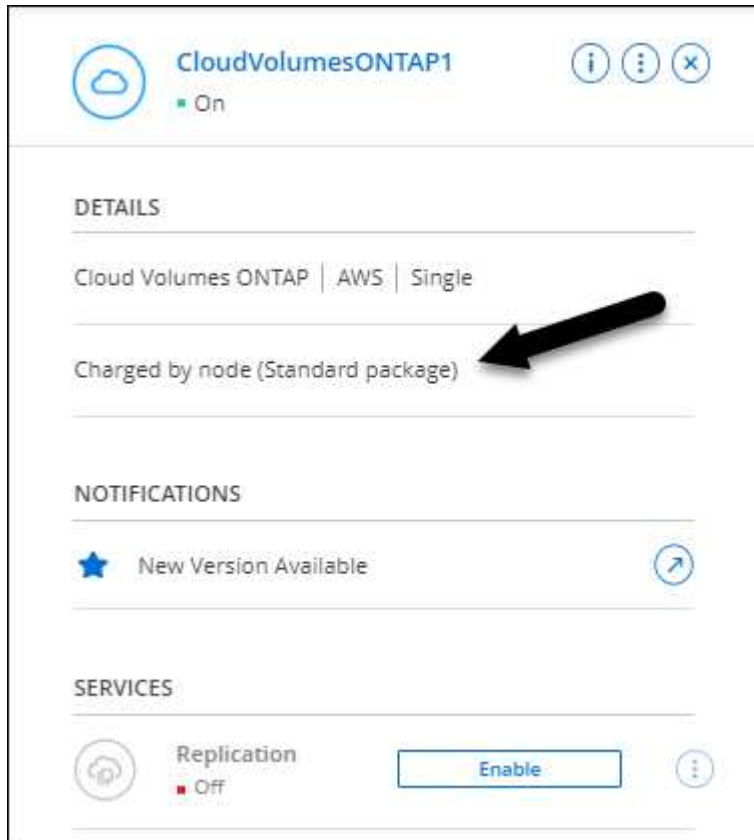 CloudVolumesONTAP1
On
DETAILS
Cloud Volumes ONTAP | AWS | Single
Charged by node (Standard package)
NOTIFICATIONS
New Version Available
SERVICES
Replication
Enable
Off